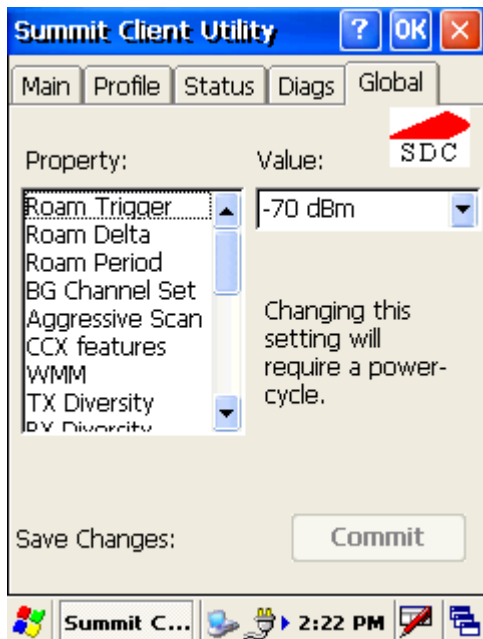 Summit Client Utility ? OK
Main Profile Status Diags Global
SDC
Property: Value:
Roam Trigger
-70 dBm
Roam Delta
Roam Period
BG Channel Set
Aggressive Scan
CCX features
WMM
TX Diversity
RX Diversity
Changing this
setting will
require a power-
cycle.
Save Changes: Commit
Summit C... 2:22 PM